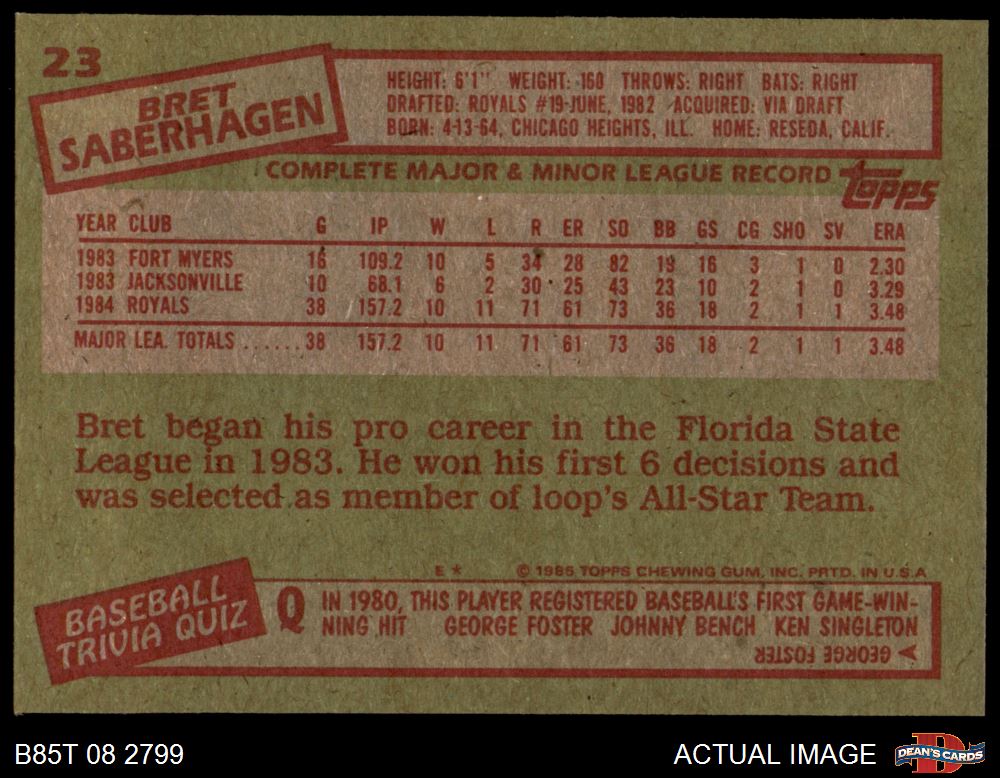 23
BRET
SABERHAGEN
HEIGHT: 6'1" WEIGHT: 160 THROWS: RIGHT BATS: RIGHT
DRAFTED: ROYALS #19-JUNE, 1982 ACQUIRED: VIA DRAFT
BORN: 4-13-64, CHICAGO HEIGHTS, ILL. HOME: RESEDA, CALIF.
COMPLETE MAJOR & MINOR LEAGUE RECORD
TOPPS
YEAR CLUB G IP W L R ER SO BB GS CG SHO SV ERA
1983 FORT MYERS 16 109.2 10 5 34 28 82 19 16 3 1 0 2.30
1983 JACKSONVILLE 10 68.1 6 2 30 25 43 23 10 2 1 0 3.29
1984 ROYALS 38 157.2 10 11 71 61 73 36 18 2 1 1 3.48
MAJOR LEA. TOTALS ......38 157.2 10 11 71 61 73 36 18 2 1 1 3.48
Bret began his pro career in the Florida State
League in 1983. He won his first 6 decisions and
was selected as member of loop's All-Star Team.
E * © 1985 TOPPS CHEWING GUM, INC. PRTD. IN U.S.A
BASEBALL
TRIVIA QUIZ
Q IN 1980, THIS PLAYER REGISTERED BASEBALL'S FIRST GAME-WIN-
NING HIT GEORGE FOSTER JOHNNY BENCH KEN SINGLETON
A GEORGE FOSTER
B85T 08 2799
ACTUAL IMAGE
D
DEAN'S CARDS